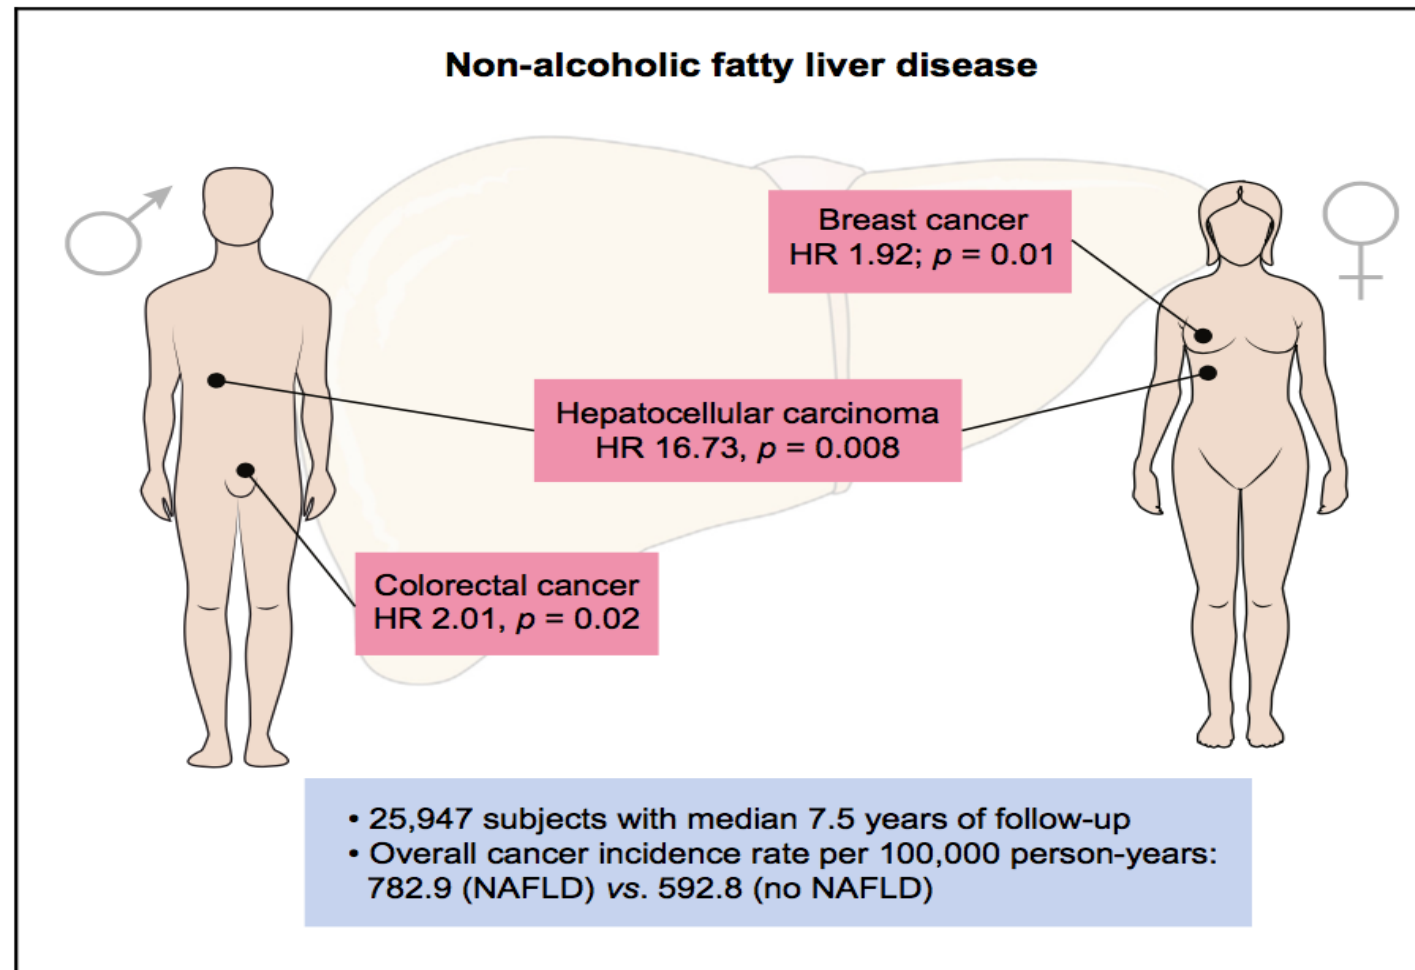 Non-alcoholic fatty liver disease
Breast cancer
HR 1.92; p = 0.01
Hepatocellular carcinoma
HR 16.73, p = 0.008
Colorectal cancer
HR 2.01, p = 0.02
• 25,947 subjects with median 7.5 years of follow-up
• Overall cancer incidence rate per 100,000 person-years:
782.9 (NAFLD) vs. 592.8 (no NAFLD)